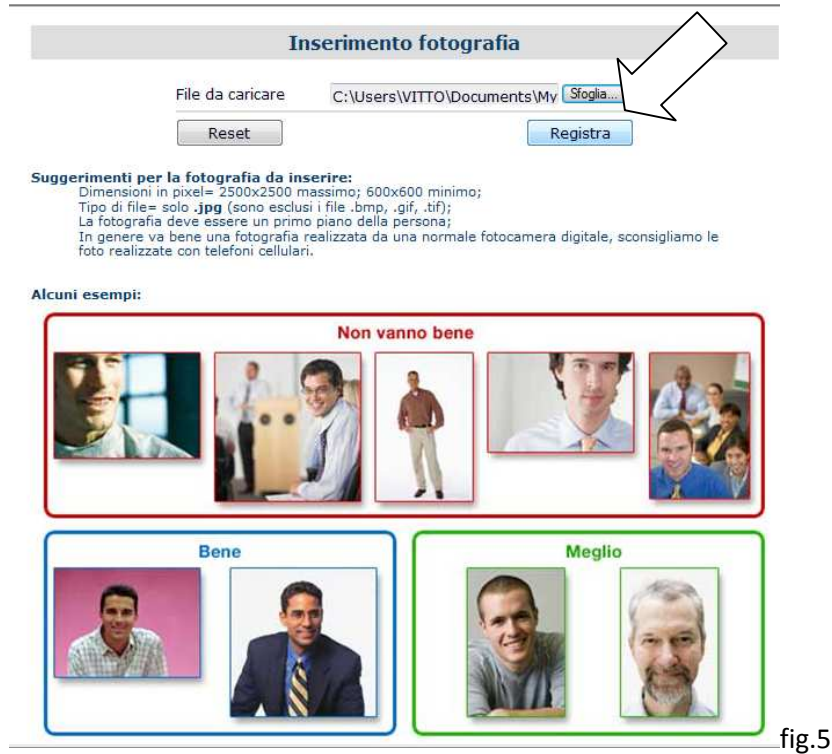 Inserimento fotografia
File da caricare C:\Users\VITTO\Documents\My Sfoglia...
Reset Registra
Suggerimenti per la fotografia da inserire:
Dimensioni in pixel= 2500x2500 massimo; 600x600 minimo;
Tipo di file= solo .jpg (sono esclusi i file .bmp, .gif, .tif);
La fotografia deve essere un primo piano della persona;
In genere va bene una fotografia realizzata da una normale fotocamera digitale, sconsigliamo le
foto realizzate con telefoni cellulari.
Alcuni esempi:
Non vanno bene
Bene Meglio
fig.5